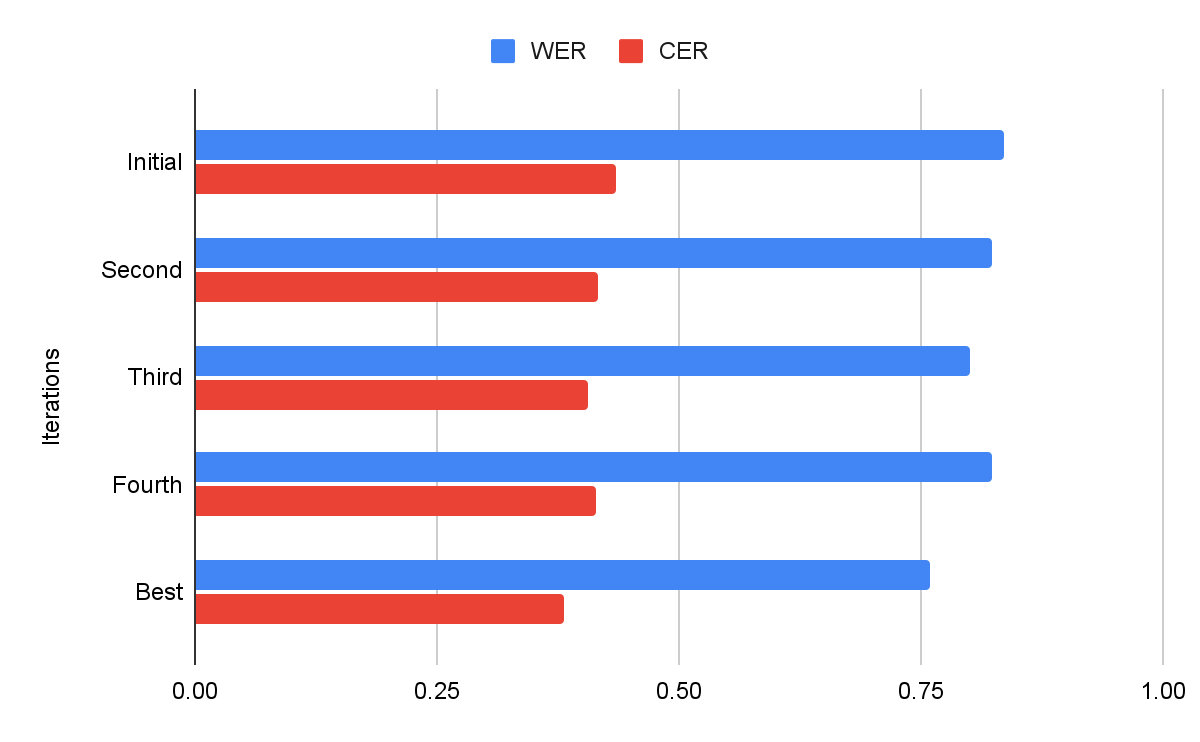 WER CER
Initial
Second
Third
Fourth
Best
Iterations
0.00 0.25 0.50 0.75 1.00